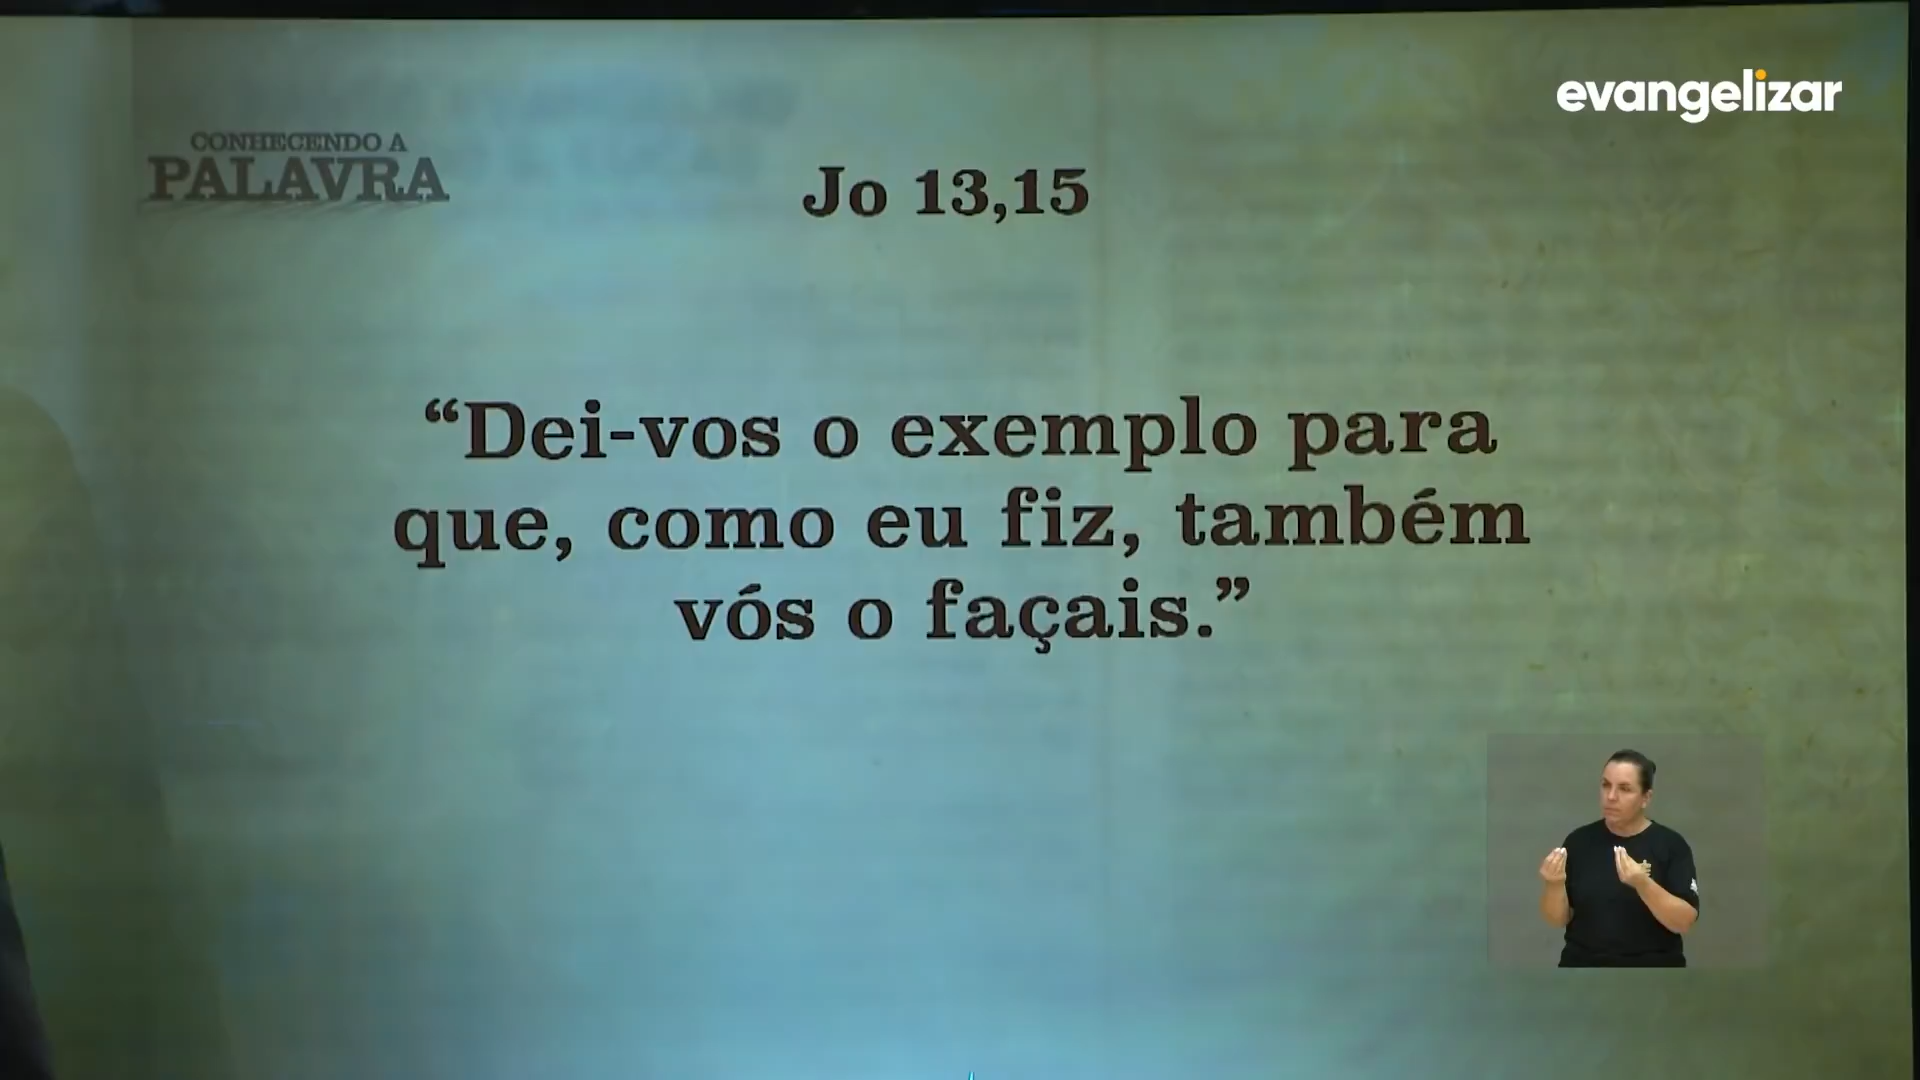 evangelizar
CONHECENDO A
PALAVRA
Jo 13,15
“Dei-vos o exemplo para
que, como eu fiz, também
vós o façais.”